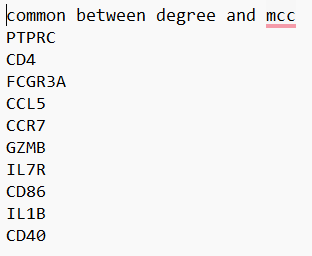 common between degree and mcc
PTPRC
CD4
FCGR3A
CCL5
CCR7
GZMB
IL7R
CD86
IL1B
CD40